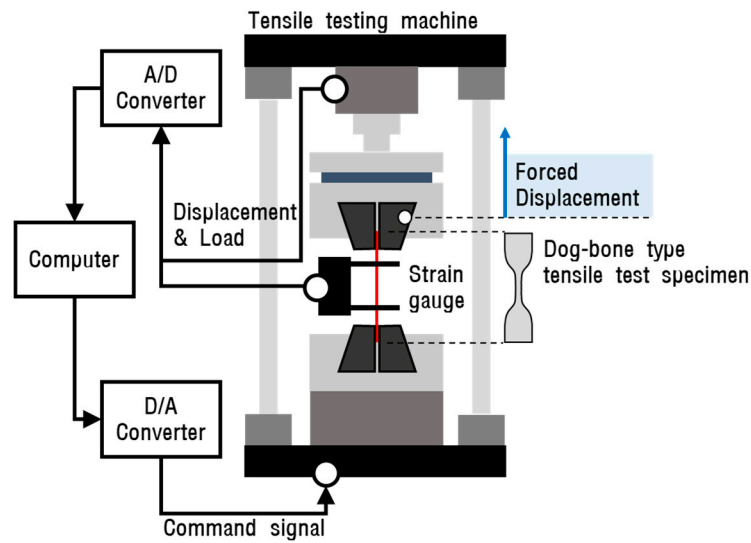 Tensile testing machine
A/D
Converter
Displacement
& Load
Computer
Strain
gauge
Forced
Displacement
Dog-bone type
tensile test specimen
D/A
Converter
Command signal